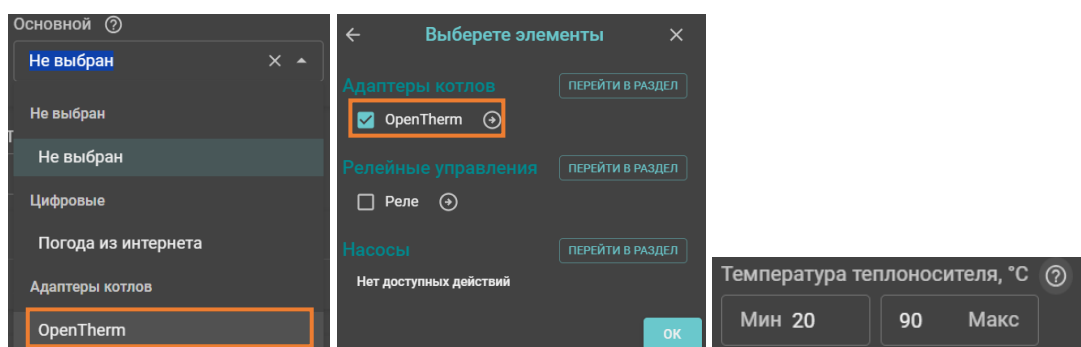 Основной
Не выбран
Не выбран
Не выбран
Цифровые
Погода из интернета
Адаптеры котлов
OpenTherm
Выберете элементы
Адаптеры котлов ПЕРЕЙТИ В РАЗДЕЛ
OpenTherm
Релейные управления ПЕРЕЙТИ В РАЗДЕЛ
Реле
Насосы ПЕРЕЙТИ В РАЗДЕЛ
Нет доступных действий
ОК
Температура теплоносителя, °C
Мин 20 90 Макс